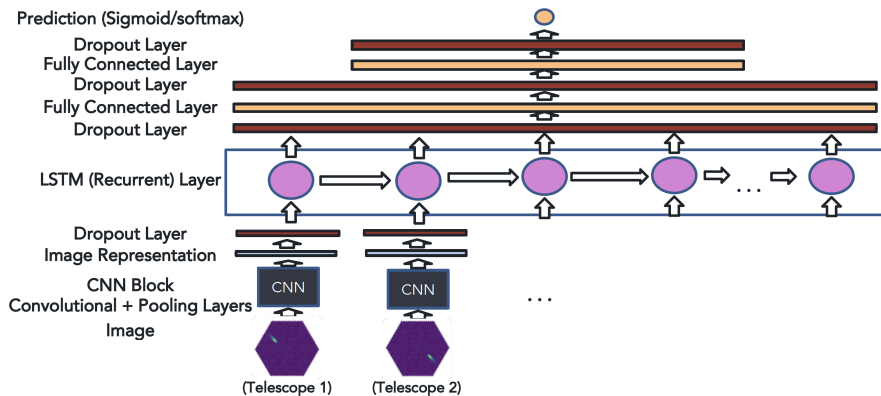 Prediction (Sigmoid/softmax)
Dropout Layer
Fully Connected Layer
Dropout Layer
Fully Connected Layer
Dropout Layer
LSTM (Recurrent) Layer
...
Dropout Layer
Image Representation
CNN Block
CNN
CNN
Convolutional + Pooling Layers
...
Image
(Telescope 1)
(Telescope 2)